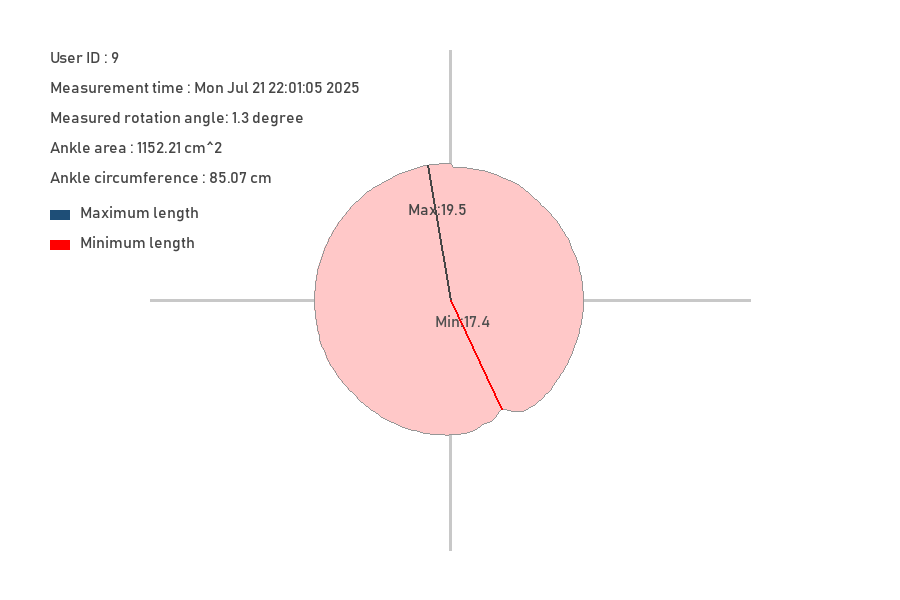 User ID : 9
Measurement time : Mon Jul 21 22:01:05 2025
Measured rotation angle: 1.3 degree
Ankle area : 1152.21 cm^2
Ankle circumference : 85.07 cm
Maximum length
Minimum length
Max:19.5
Min:17.4